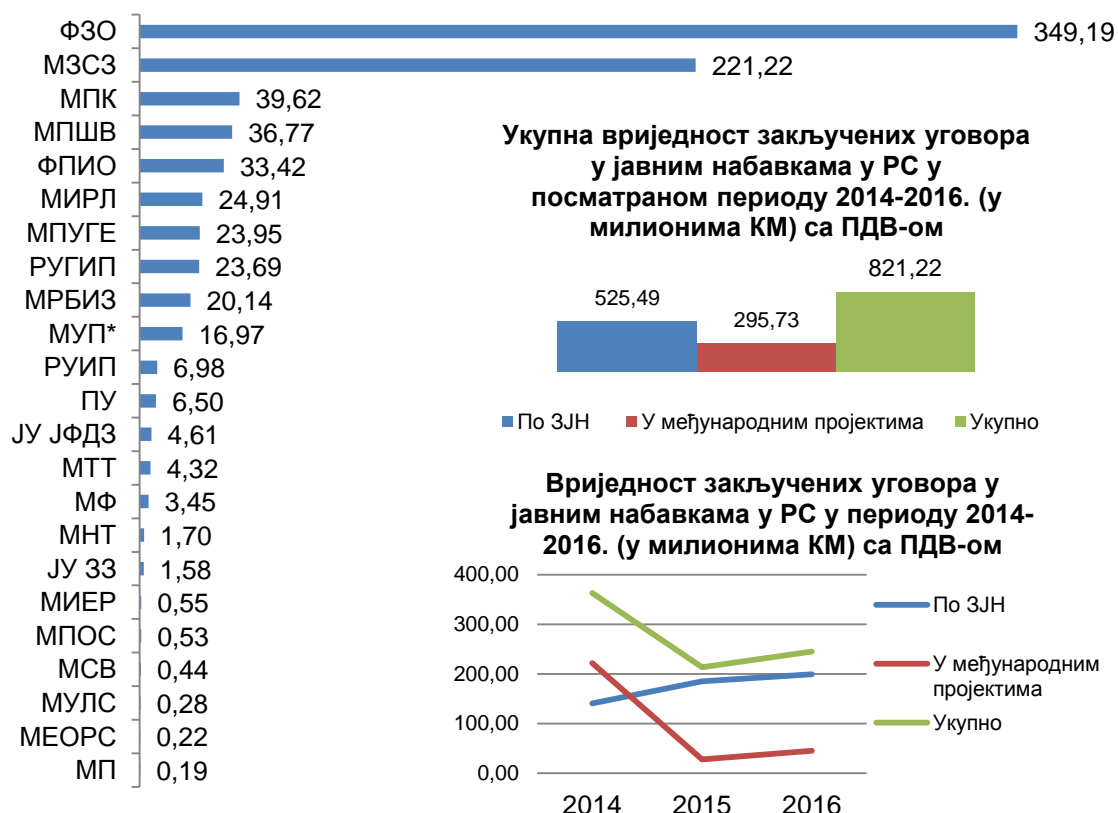 ФЗО 349,19
МЗСЗ 221,22
МПК 39,62
МПШВ 36,77
ФПИО 33,42
МИРЛ 24,91
МПУГЕ 23,95
РУГИП 23,69
МРБИЗ 20,14
МУП* 16,97
РУИП 6,98
ПУ 6,50
ЈУ ЈФДЗ 4,61
МТТ 4,32
МФ 3,45
МНТ 1,70
ЈУ ЗЗ 1,58
МИЕР 0,55
МПОС 0,53
МСВ 0,44
МУЛС 0,28
МЕОРС 0,22
МП 0,19
Укупна вриједност закључених уговора
у јавним набавкама у РС у
посматраном периоду 2014-2016. (у
милионима КМ) са ПДВ-ом
525,49
295,73
821,22
По ЗЈН У међународним пројектима Укупно
Вриједност закључених уговора у
јавним набавкама у РС у периоду 2014-
2016. (у милионима КМ) са ПДВ-ом
400,00
300,00
200,00
100,00
0,00
2014 2015 2016
По ЗЈН
У међународним
пројектима
Укупно